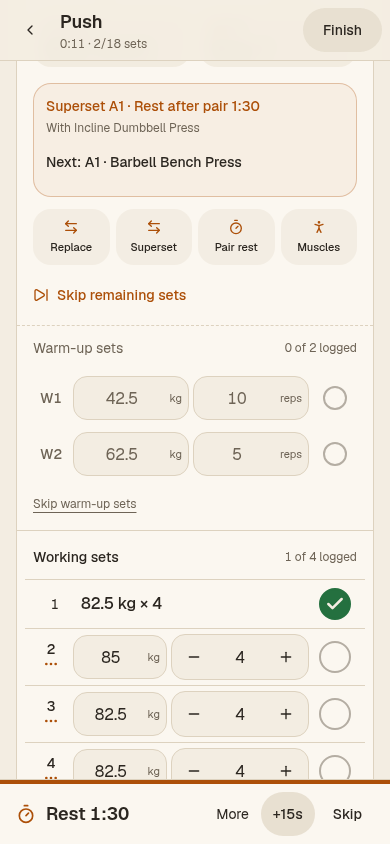 Push
0:11 · 2/18 sets
Finish
Superset A1 · Rest after pair 1:30
With Incline Dumbbell Press
Next: A1 · Barbell Bench Press
Replace
Superset
Pair rest
Muscles
Skip remaining sets
Warm-up sets
0 of 2 logged
W1 42.5 kg 10 reps
W2 62.5 kg 5 reps
Skip warm-up sets
Working sets
1 of 4 logged
1 82.5 kg × 4
2 85 kg − 4 +
3 82.5 kg − 4 +
4 82.5 kg − 4 +
Rest 1:30
More
+15s
Skip